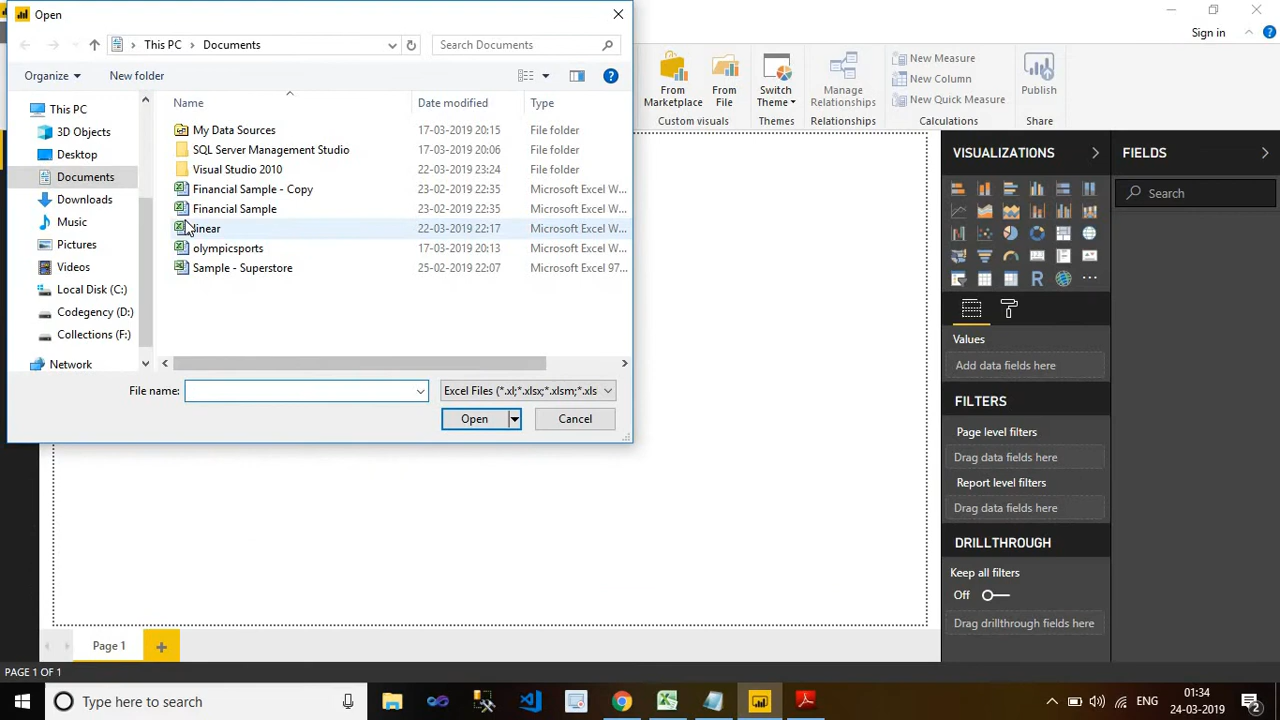 Open
This PC
Documents
Search Documents
Organize
New folder
Name
Date modified
Type
This PC
3D Objects
Desktop
Documents
Downloads
Music
Pictures
Videos
Local Disk (C:)
Codegency (D:)
Collections (F:)
Network
My Data Sources 17-03-2019 20:15 File folder
SQL Server Management Studio 17-03-2019 20:06 File folder
Visual Studio 2010 22-03-2019 23:24 File folder
Financial Sample - Copy 23-02-2019 22:35 Microsoft Excel W...
Financial Sample 23-02-2019 22:35 Microsoft Excel W...
linear 22-03-2019 22:17 Microsoft Excel W...
olympicsports 17-03-2019 20:13 Microsoft Excel W...
Sample - Superstore 25-02-2019 22:07 Microsoft Excel 97...
File name:
Excel Files (*.xl;*.xlsx;*.xlsm;*.xls
Open
Cancel
Sign in
From
Marketplace
From
File
Custom visuals
Switch
Theme
Themes
Manage
Relationships
Relationships
New Measure
New Column
New Quick Measure
Calculations
Publish
Share
VISUALIZATIONS
R
Values
Add data fields here
FILTERS
Page level filters
Drag data fields here
Report level filters
Drag data fields here
DRILLTHROUGH
Keep all filters
Off
Drag drillthrough fields here
FIELDS
Search
Page 1
PAGE 1 OF 1
Type here to search
ENG
01:34
24-03-2019
2